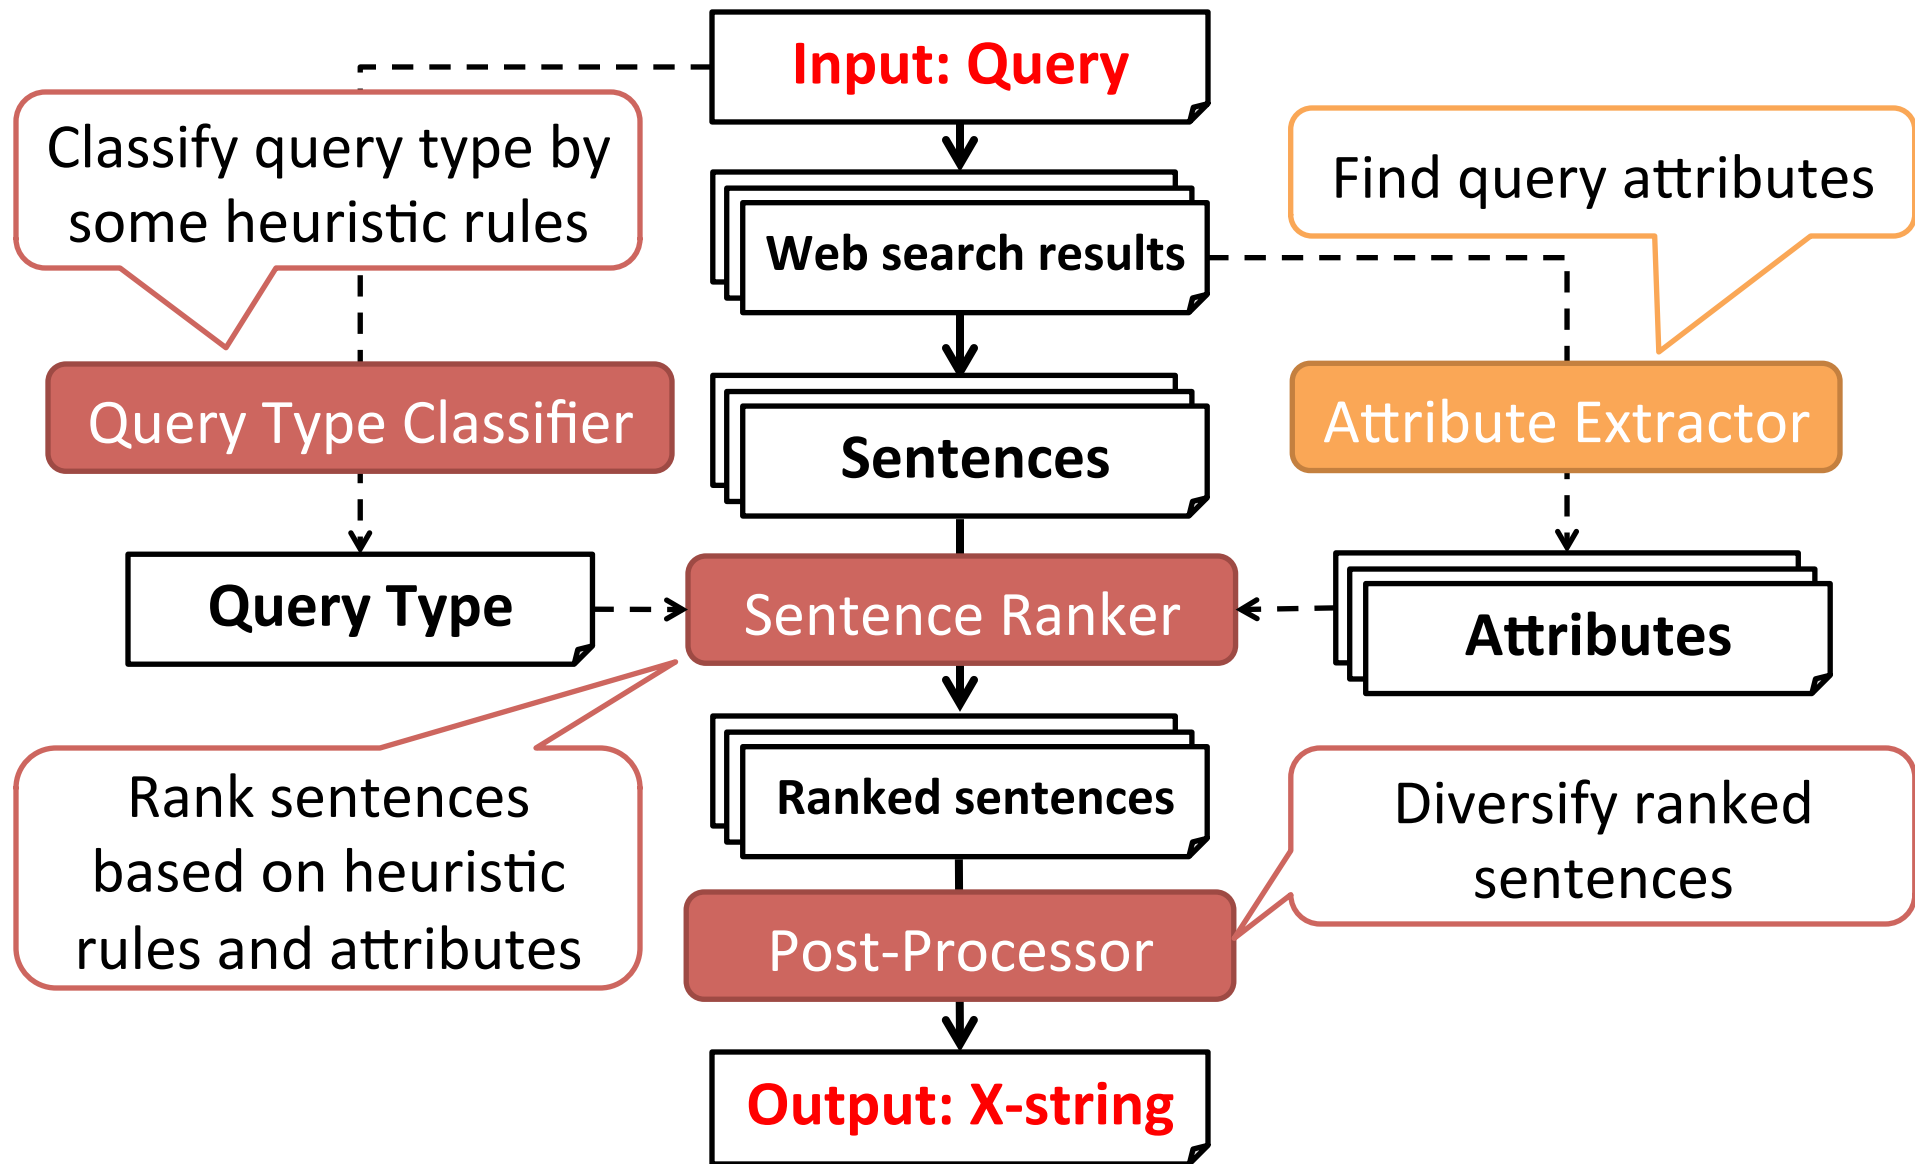 Input: Query
Classify query type by
some heuristic rules
Find query attributes
Web search results
Query Type Classifier
Sentences
Attribute Extractor
Query Type
Sentence Ranker
Attributes
Rank sentences
based on heuristic
rules and attributes
Ranked sentences
Diversify ranked
sentences
Post-Processor
Output: X-string